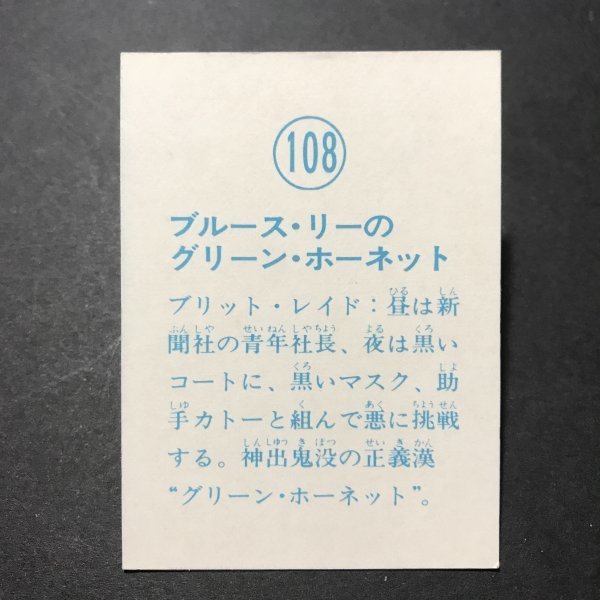 108
ブルース・リーの
グリーン・ホーネット
ブリット・レイド：昼は新
聞社の青年社長、夜は黒い
コートに、黒いマスク、助
手カトーと組んで悪に挑戦
する。神出鬼没の正義漢
“グリーン・ホーネット”。